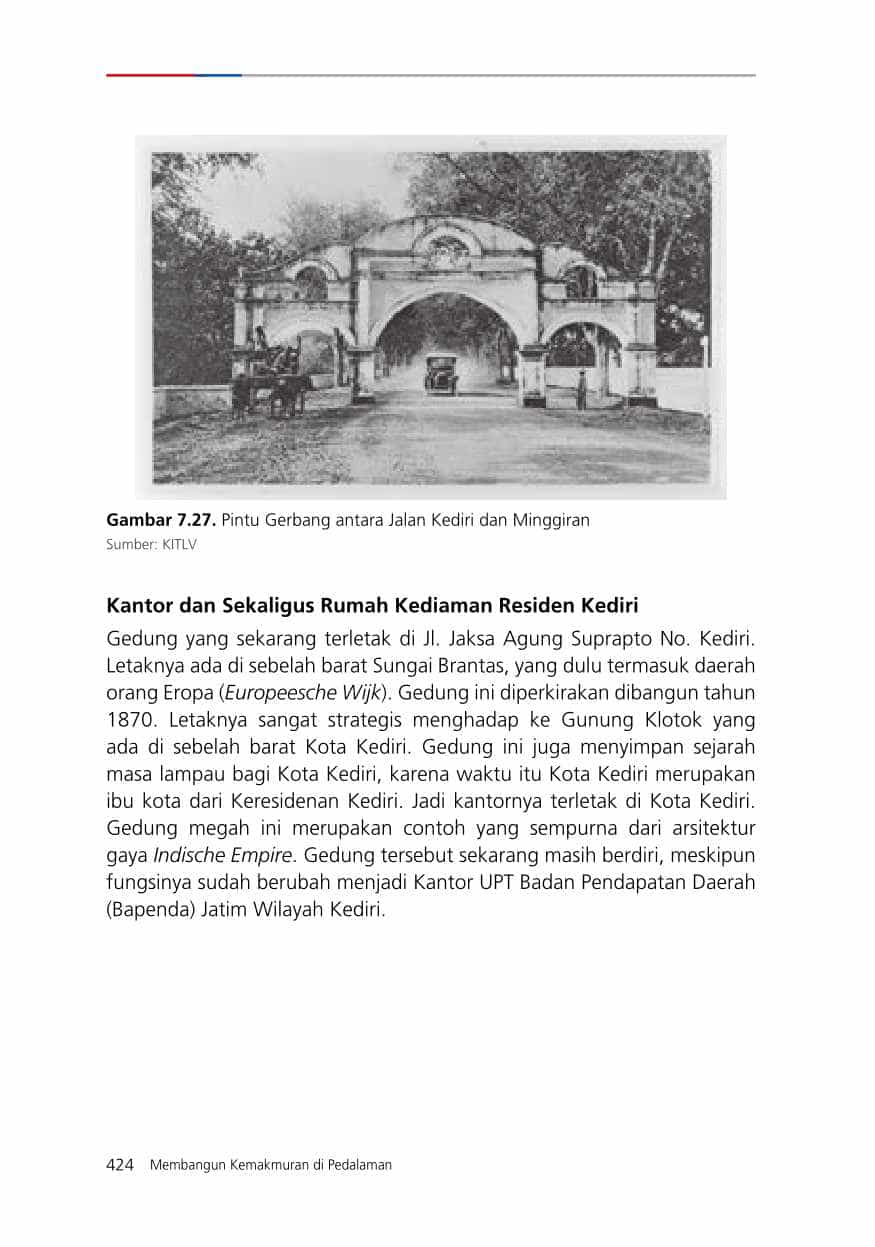 Gambar 7.27. Pintu Gerbang antara Jalan Kediri dan Minggiran
Sumber: KITLV
Kantor dan Sekaligus Rumah Kediaman Residen Kediri
Gedung yang sekarang terletak di Jl. Jaksa Agung Suprapto No. Kediri.
Letaknya ada di sebelah barat Sungai Brantas, yang dulu termasuk daerah
orang Eropa (Europeesche Wijk). Gedung ini diperkirakan dibangun tahun
1870. Letaknya sangat strategis menghadap ke Gunung Klotok yang
ada di sebelah barat Kota Kediri. Gedung ini juga menyimpan sejarah
masa lampau bagi Kota Kediri, karena waktu itu Kota Kediri merupakan
ibu kota dari Keresidenan Kediri. Jadi kantornya terletak di Kota Kediri.
Gedung megah ini merupakan contoh yang sempurna dari arsitektur
gaya Indische Empire. Gedung tersebut sekarang masih berdiri, meskipun
fungsinya sudah berubah menjadi Kantor UPT Badan Pendapatan Daerah
(Bapenda) Jatim Wilayah Kediri.
424 Membangun Kemakmuran di Pedalaman